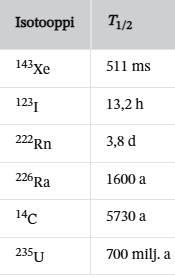 Isotooppi T₁/₂
¹⁴³Xe 511 ms
¹²³I 13,2 h
²²²Rn 3,8 d
²²⁶Ra 1600 a
¹⁴C 5730 a
²³⁵U 700 milj. a